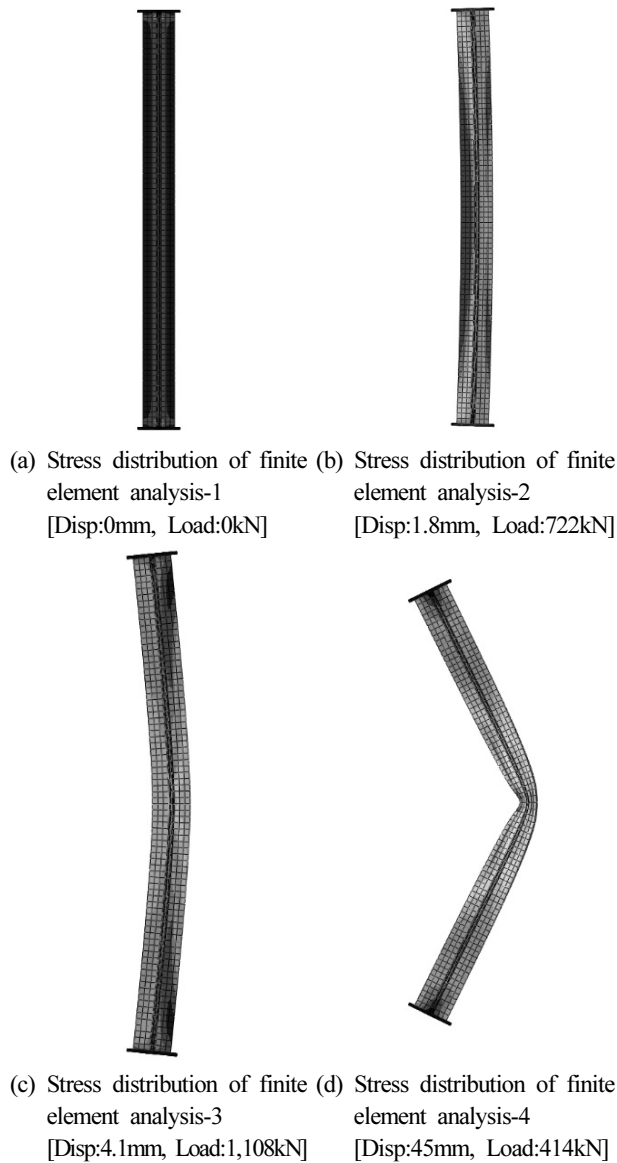 (a) Stress distribution of finite
element analysis-1
[Disp:0mm, Load:0kN]
(b) Stress distribution of finite
element analysis-2
[Disp:1.8mm, Load:722kN]
(c) Stress distribution of finite
element analysis-3
[Disp:4.1mm, Load:1,108kN]
(d) Stress distribution of finite
element analysis-4
[Disp:45mm, Load:414kN]